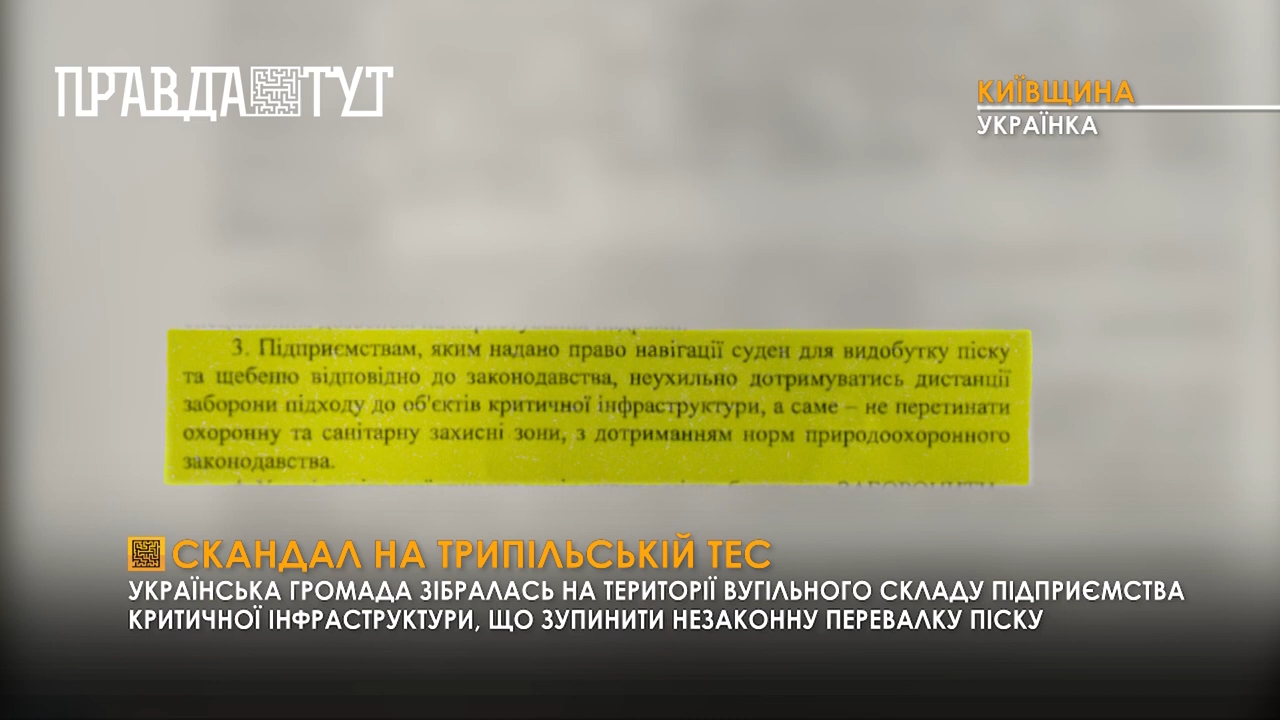 ПРАВДА ТУТ
КИЇВЩИНА
УКРАЇНКА
3. Підприємствам, яким надано право навігації суден для видобутку піску
та щебеню відповідно до законодавства, неухильно дотримуватись дистанції
заборони підходу до об'єктів критичної інфраструктури, а саме – не перетинати
охоронну та санітарну захисні зони, з дотриманням норм природоохоронного
законодавства.
СКАНДАЛ НА ТРИПІЛЬСЬКІЙ ТЕС
УКРАЇНСЬКА ГРОМАДА ЗІБРАЛАСЬ НА ТЕРИТОРІЇ ВУГІЛЬНОГО СКЛАДУ ПІДПРИЄМСТВА
КРИТИЧНОЇ ІНФРАСТРУКТУРИ, ЩО ЗУПИНИТИ НЕЗАКОННУ ПЕРЕВАЛКУ ПІСКУ